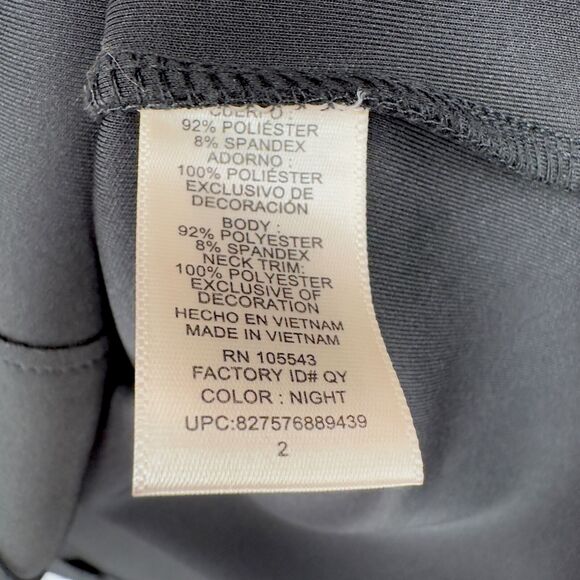 CUERPO :
92% POLIÉSTER
8% SPANDEX
ADORNO :
100% POLIÉSTER
EXCLUSIVO DE
DECORACIÓN
BODY :
92% POLYESTER
8% SPANDEX
NECK TRIM:
100% POLYESTER
EXCLUSIVE OF
DECORATION
HECHO EN VIETNAM
MADE IN VIETNAM
RN 105543
FACTORY ID# QY
COLOR : NIGHT
UPC:827576889439
2